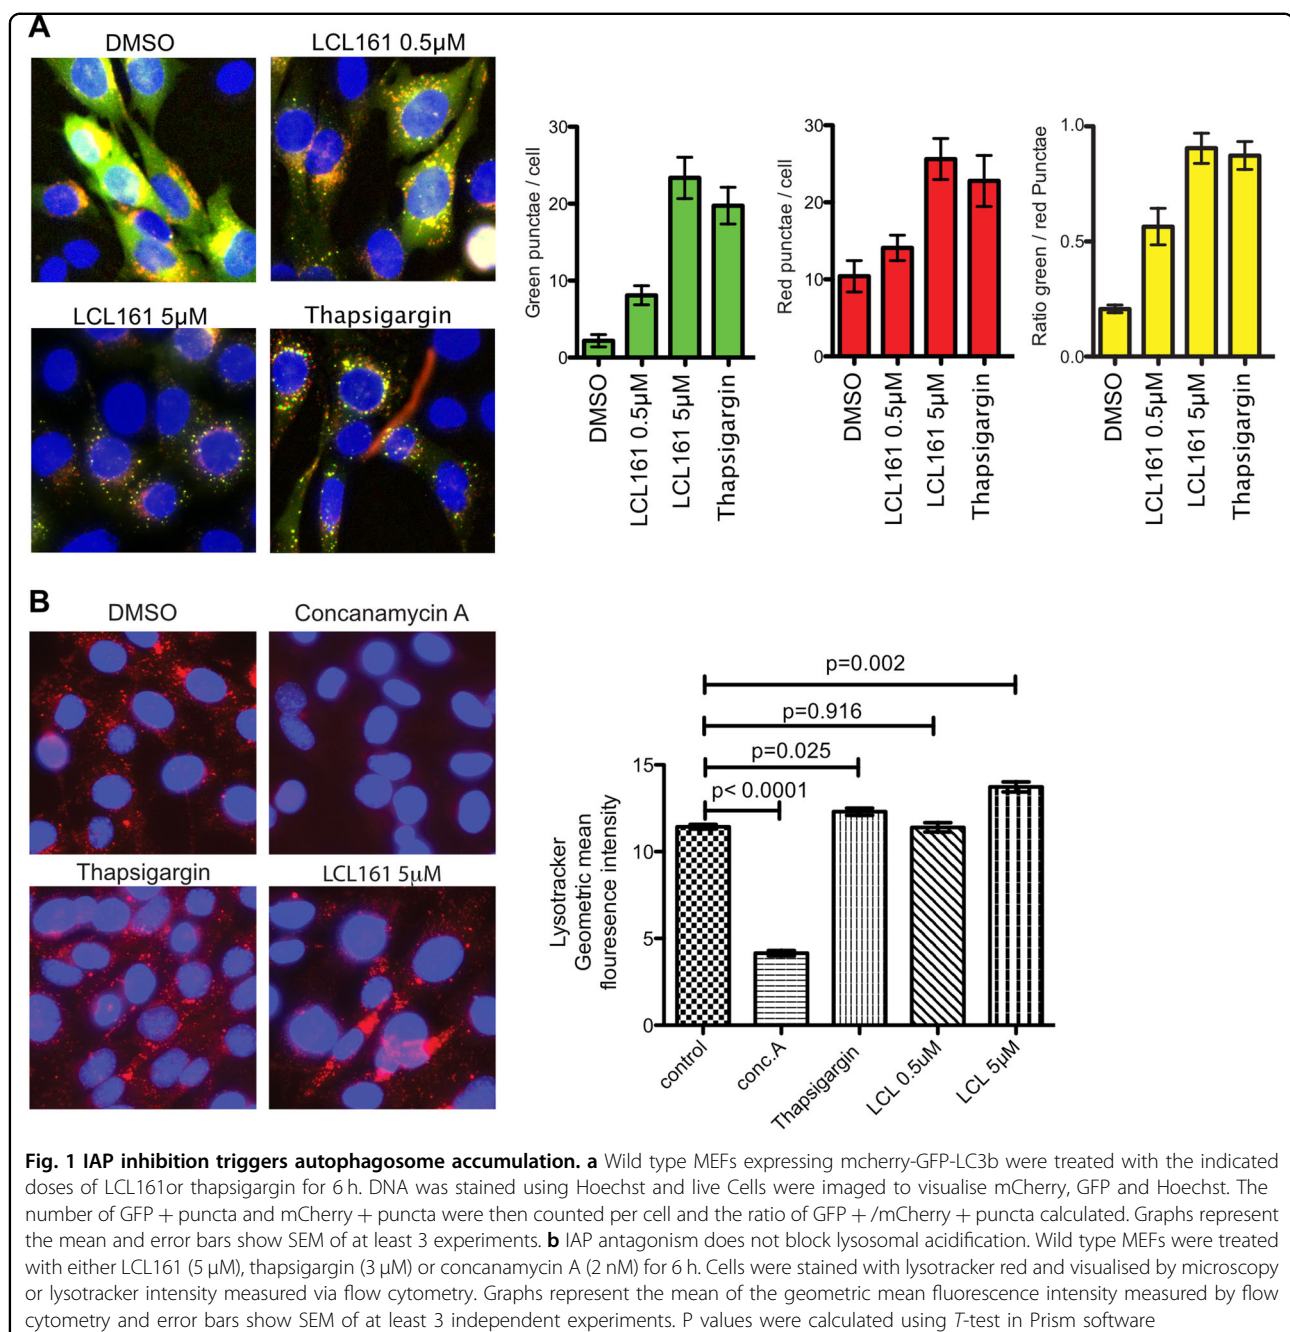 A
DMSO
LCL161 0.5µM
LCL161 5µM
Thapsigargin
Green punctae / cell
30
20
10
0
DMSO
LCL161 0.5µM
LCL161 5µM
Thapsigargin
Red punctae / cell
30
20
10
0
DMSO
LCL161 0.5µM
LCL161 5µM
Thapsigargin
Ratio green / red Punctae
1.0
0.5
0.0
DMSO
LCL161 0.5µM
LCL161 5µM
Thapsigargin
B
DMSO
Concanamycin A
Thapsigargin
LCL161 5µM
p=0.002
p=0.916
p=0.025
p< 0.0001
Lysotracker
Geometric mean
flouresence intensity
15
10
5
0
control
conc.A
Thapsigargin
LCL 0.5uM
LCL 5µM
Fig. 1 IAP inhibition triggers autophagosome accumulation. a Wild type MEFs expressing mcherry-GFP-LC3b were treated with the indicated
doses of LCL161or thapsigargin for 6 h. DNA was stained using Hoechst and live Cells were imaged to visualise mCherry, GFP and Hoechst. The
number of GFP + puncta and mCherry + puncta were then counted per cell and the ratio of GFP + /mCherry + puncta calculated. Graphs represent
the mean and error bars show SEM of at least 3 experiments. b IAP antagonism does not block lysosomal acidification. Wild type MEFs were treated
with either LCL161 (5 µM), thapsigargin (3 µM) or concanamycin A (2 nM) for 6 h. Cells were stained with lysotracker red and visualised by microscopy
or lysotracker intensity measured via flow cytometry. Graphs represent the mean of the geometric mean fluorescence intensity measured by flow
cytometry and error bars show SEM of at least 3 independent experiments. P values were calculated using T-test in Prism software